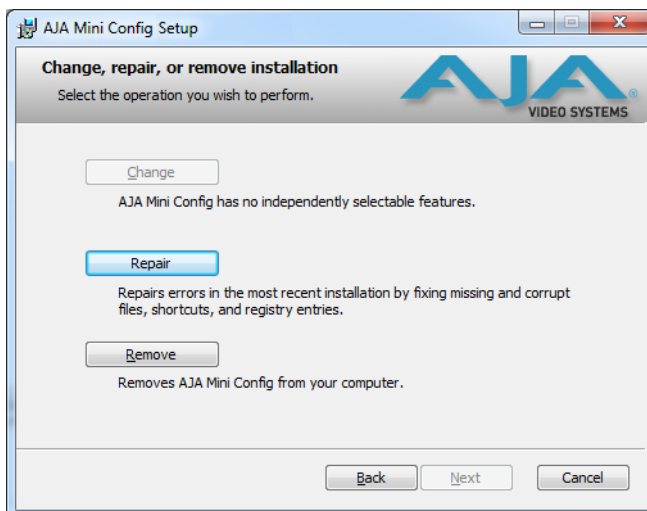 AJA Mini Config Setup
Change, repair, or remove installation
Select the operation you wish to perform.
AJA®
VIDEO SYSTEMS
Change
AJA Mini Config has no independently selectable features.
Repair
Repairs errors in the most recent installation by fixing missing and corrupt
files, shortcuts, and registry entries.
Remove
Removes AJA Mini Config from your computer.
Back
Next
Cancel